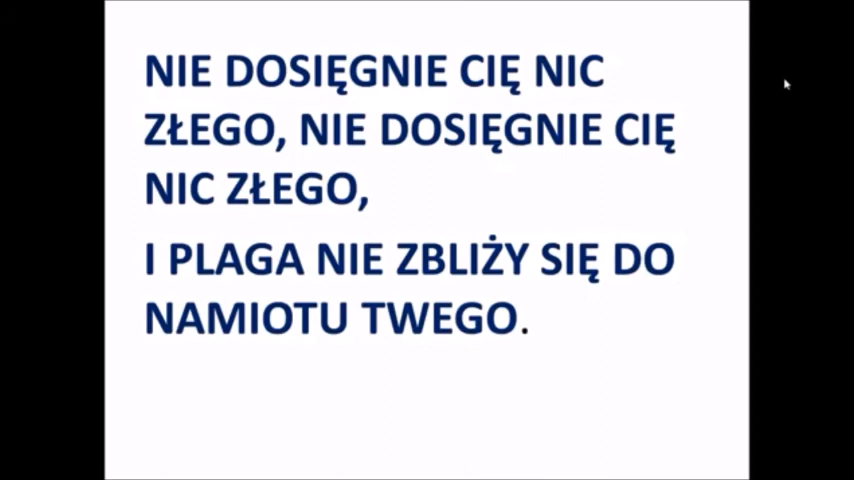 NIE DOSIĘGNIE CIĘ NIC
ZŁEGO, NIE DOSIĘGNIE CIĘ
NIC ZŁEGO,
I PLAGA NIE ZBLIŻY SIĘ DO
NAMIOTU TWEGO.